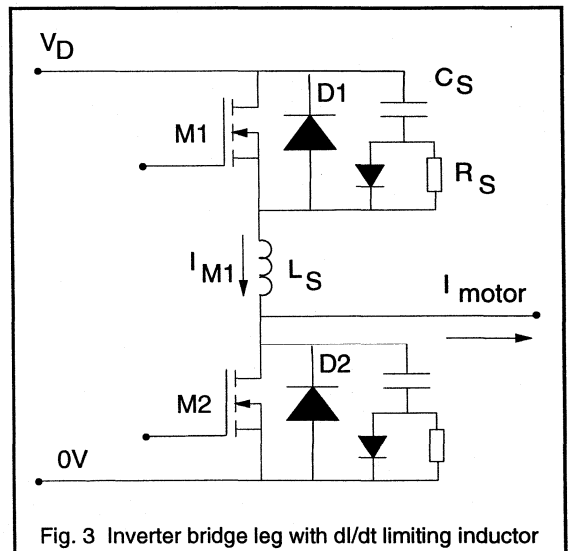 VD
D1
CS
M1
RS
IM1
LS
I motor
D2
M2
0V
Fig. 3 Inverter bridge leg with dI/dt limiting inductor